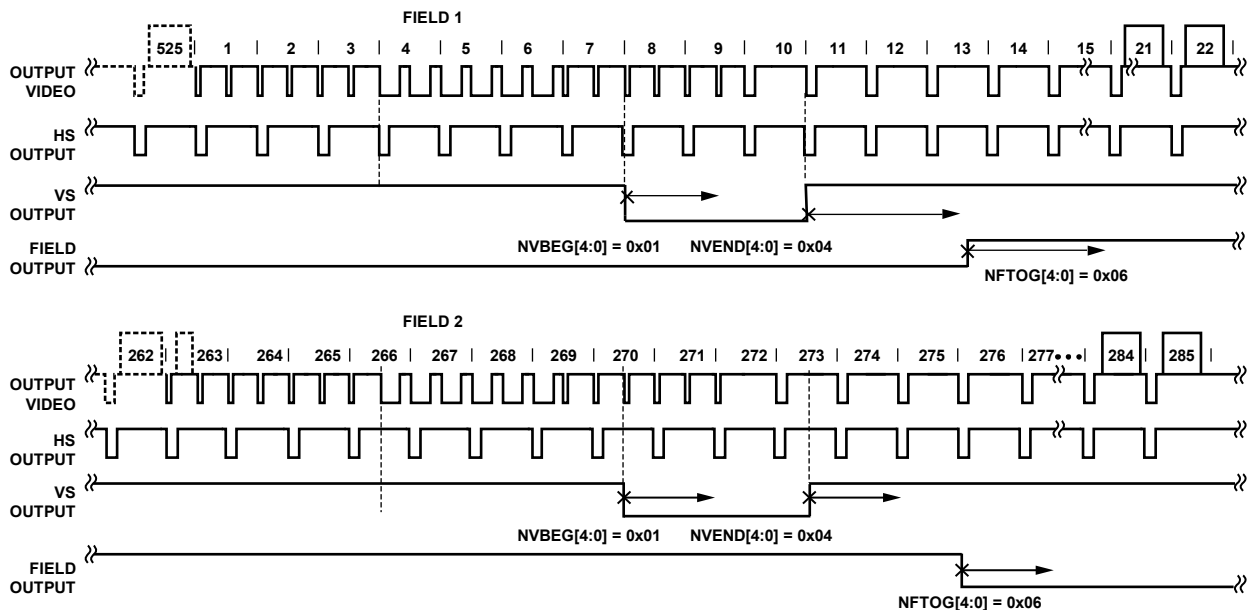 FIELD 1
525 1 2 3 4 5 6 7 8 9 10 11 12 13 14 15 21 22
OUTPUT
VIDEO
HS
OUTPUT
VS
OUTPUT
NVBEG[4:0] = 0x01 NVEND[4:0] = 0x04
FIELD
OUTPUT
NFTOG[4:0] = 0x06
FIELD 2
262 263 264 265 266 267 268 269 270 271 272 273 274 275 276 277 284 285
OUTPUT
VIDEO
HS
OUTPUT
VS
OUTPUT
NVBEG[4:0] = 0x01 NVEND[4:0] = 0x04
FIELD
OUTPUT
NFTOG[4:0] = 0x06